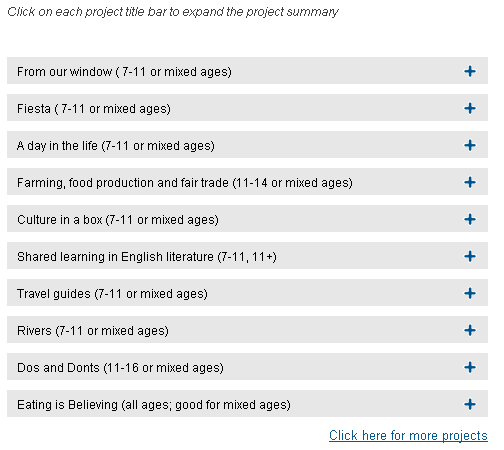 Click on each project title bar to expand the project summary
From our window ( 7-11 or mixed ages)
Fiesta ( 7-11 or mixed ages)
A day in the life (7-11 or mixed ages)
Farming, food production and fair trade (11-14 or mixed ages)
Culture in a box (7-11 or mixed ages)
Shared learning in English literature (7-11, 11+)
Travel guides (7-11 or mixed ages)
Rivers (7-11 or mixed ages)
Dos and Donts (11-16 or mixed ages)
Eating is Believing (all ages; good for mixed ages)
Click here for more projects